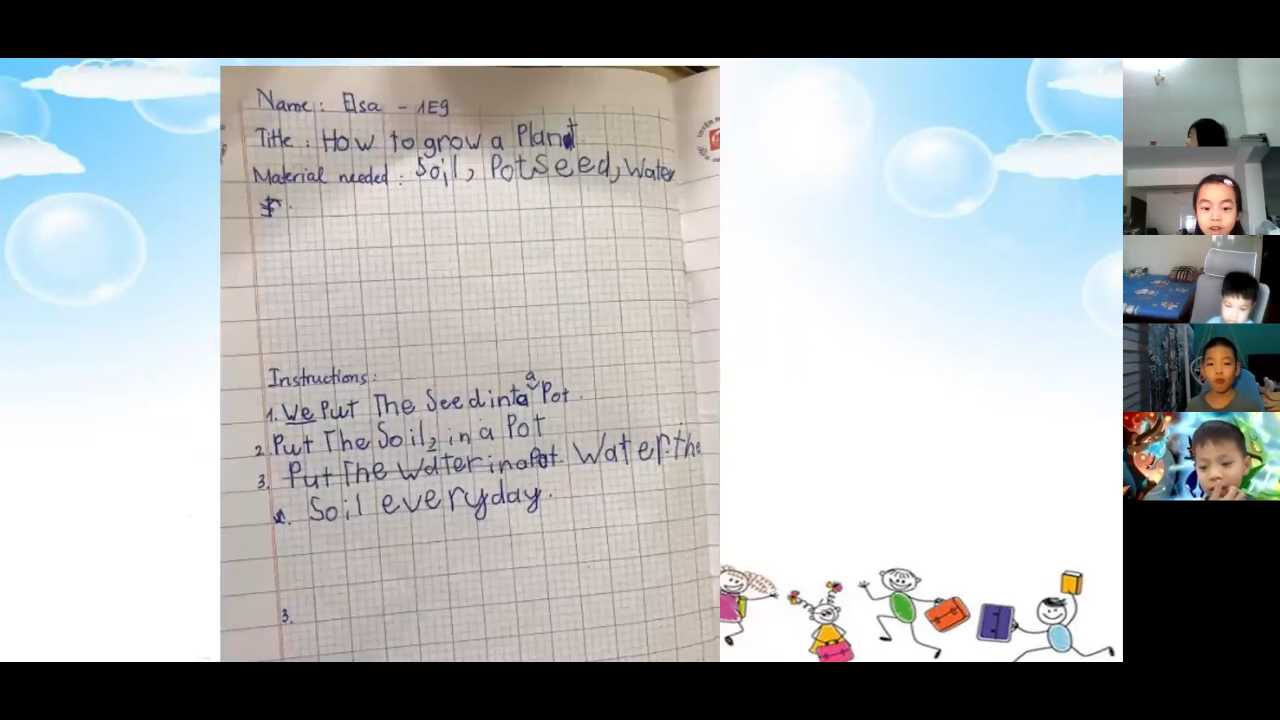 Name: Elsa - 1E9
Title: How to grow a Plant
Material needed: Soil, Pot Seed, Water
Instructions:
1. We Put The Seed into a Pot.
2. Put The Soil2 in a Pot
3. Put The Water in a Pot. Water the
Soil everyday.
3.